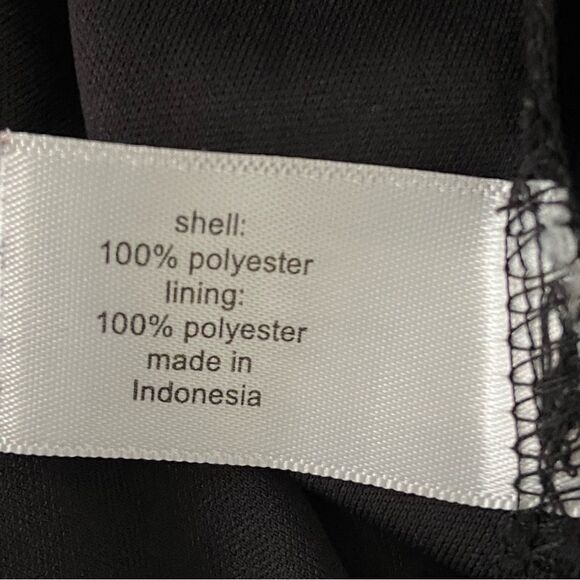 shell:
100% polyester
lining:
100% polyester
made in
Indonesia